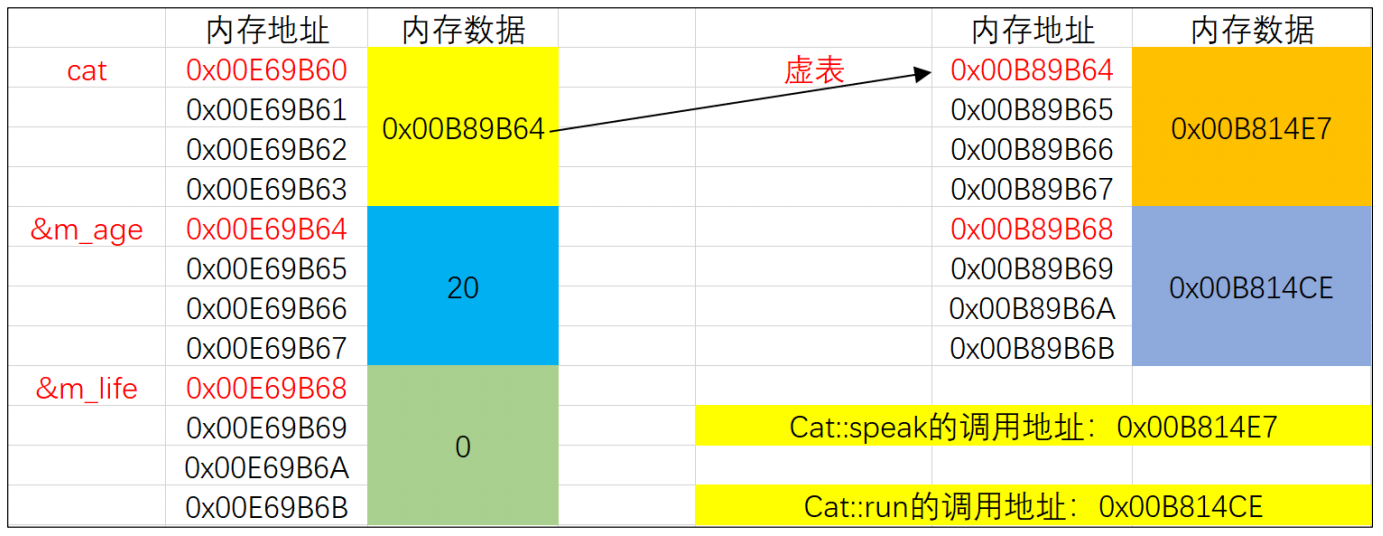 内存地址 内存数据 内存地址 内存数据
cat 0x00E69B60 虚表 0x00B89B64
0x00E69B61 0x00B89B65
0x00B89B64 0x00B814E7
0x00E69B62 0x00B89B66
0x00E69B63 0x00B89B67
&m_age 0x00E69B64 0x00B89B68
0x00E69B65 0x00B89B69
20 0x00B814CE
0x00E69B66 0x00B89B6A
0x00E69B67 0x00B89B6B
&m_life 0x00E69B68
0x00E69B69 Cat::speak的调用地址：0x00B814E7
0
0x00E69B6A
0x00E69B6B Cat::run的调用地址：0x00B814CE